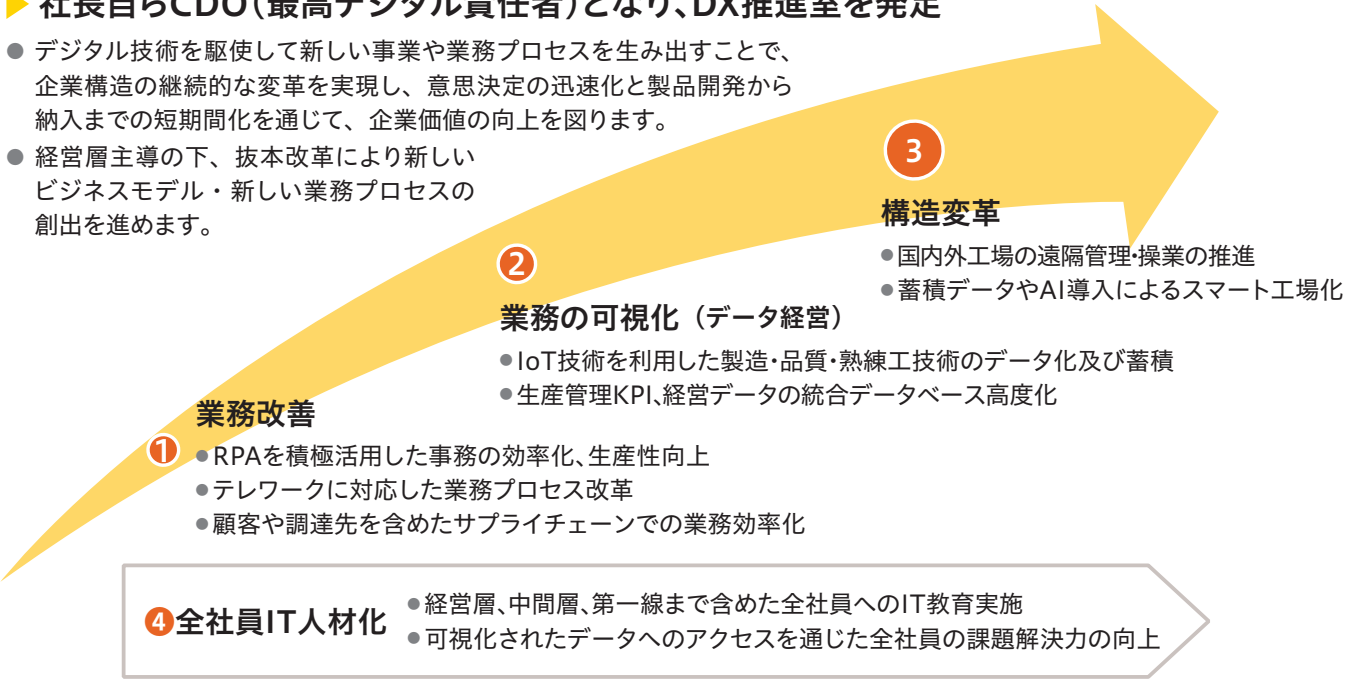 ▶ 社長自らCDO(最高デジタル責任者)となり、DX推進室を発足
● デジタル技術を駆使して新しい事業や業務プロセスを生み出すことで、
企業構造の継続的な変革を実現し、意思決定の迅速化と製品開発から
納入までの短期間化を通じて、企業価値の向上を図ります。
● 経営層主導の下、抜本改革により新しい
ビジネスモデル・新しい業務プロセスの
創出を進めます。
3
構造変革
●国内外工場の遠隔管理・操業の推進
●蓄積データやAI導入によるスマート工場化
2
業務の可視化（データ経営）
●IoT技術を利用した製造・品質・熟練工技術のデータ化及び蓄積
●生産管理KPI、経営データの統合データベース高度化
1
業務改善
●RPAを積極活用した事務の効率化、生産性向上
●テレワークに対応した業務プロセス改革
●顧客や調達先を含めたサプライチェーンでの業務効率化
4 全社員IT人材化
●経営層、中間層、第一線まで含めた全社員へのIT教育実施
●可視化されたデータへのアクセスを通じた全社員の課題解決力の向上